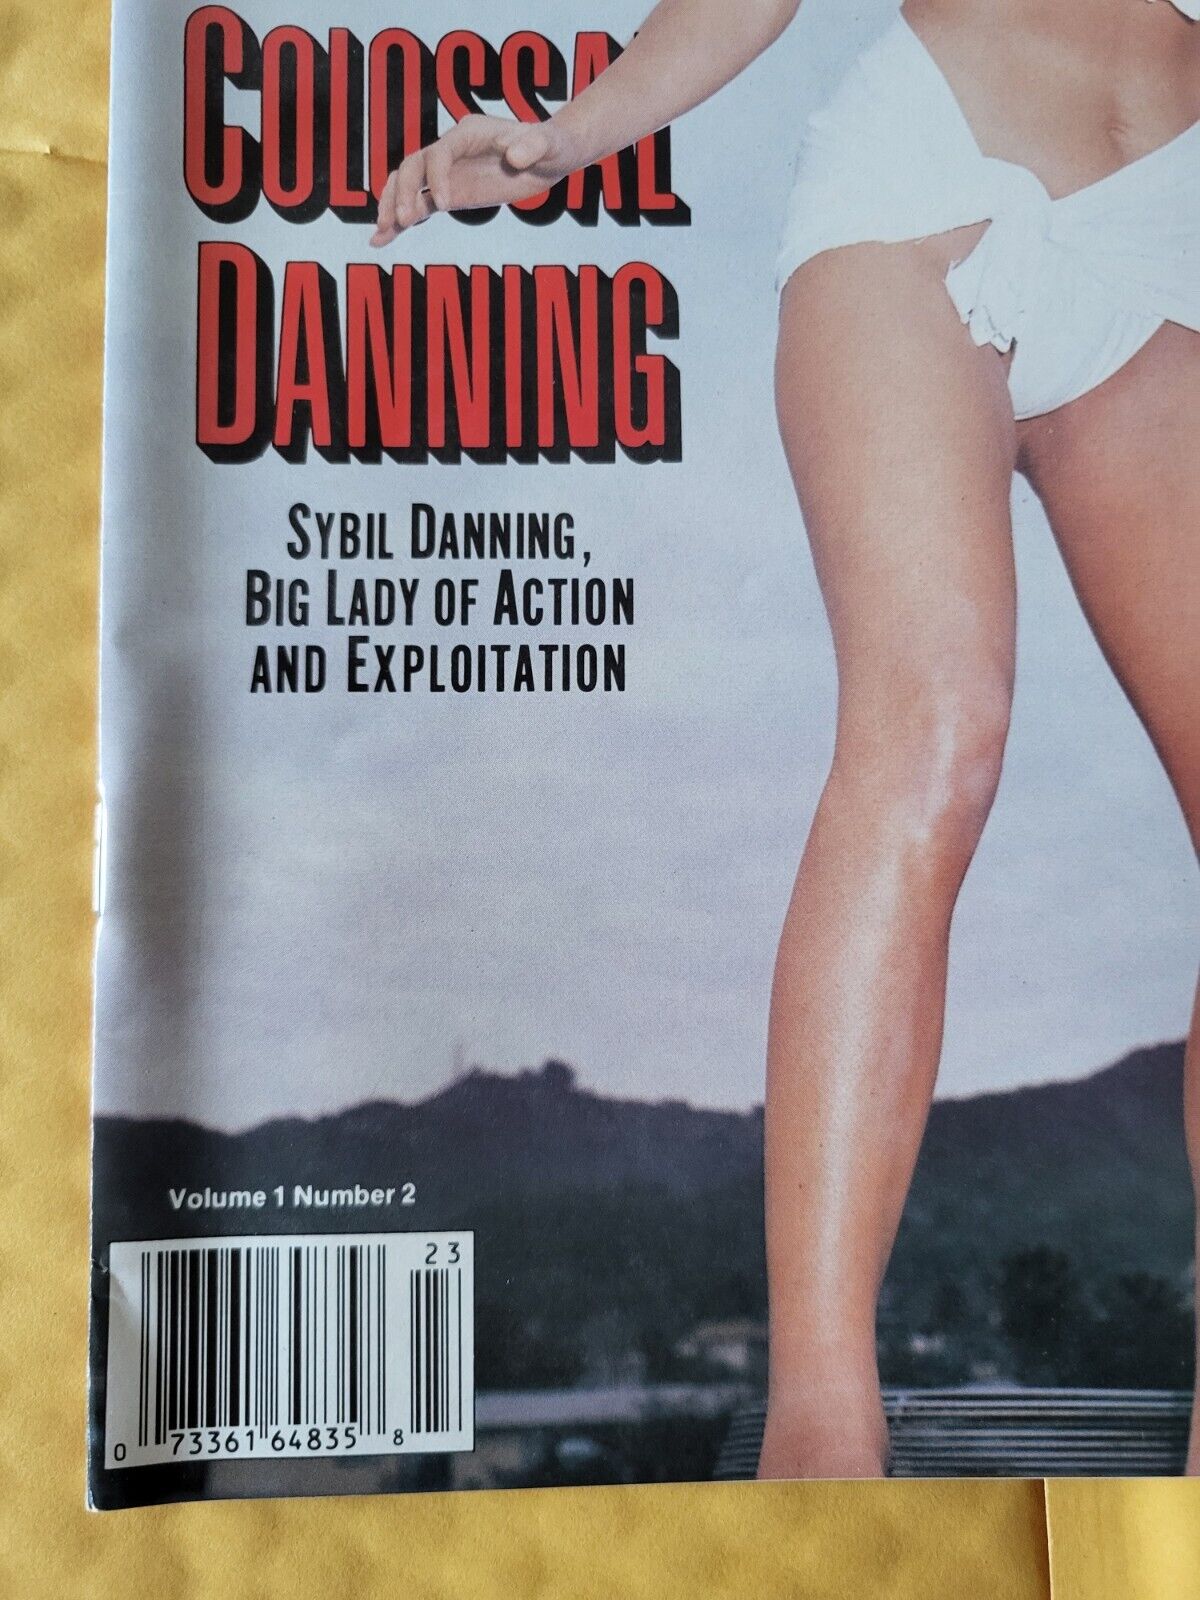 COLOSSAL
DANNING
SYBIL DANNING,
BIG LADY OF ACTION
AND EXPLOITATION
Volume 1 Number 2
23
0 73361 64835 8